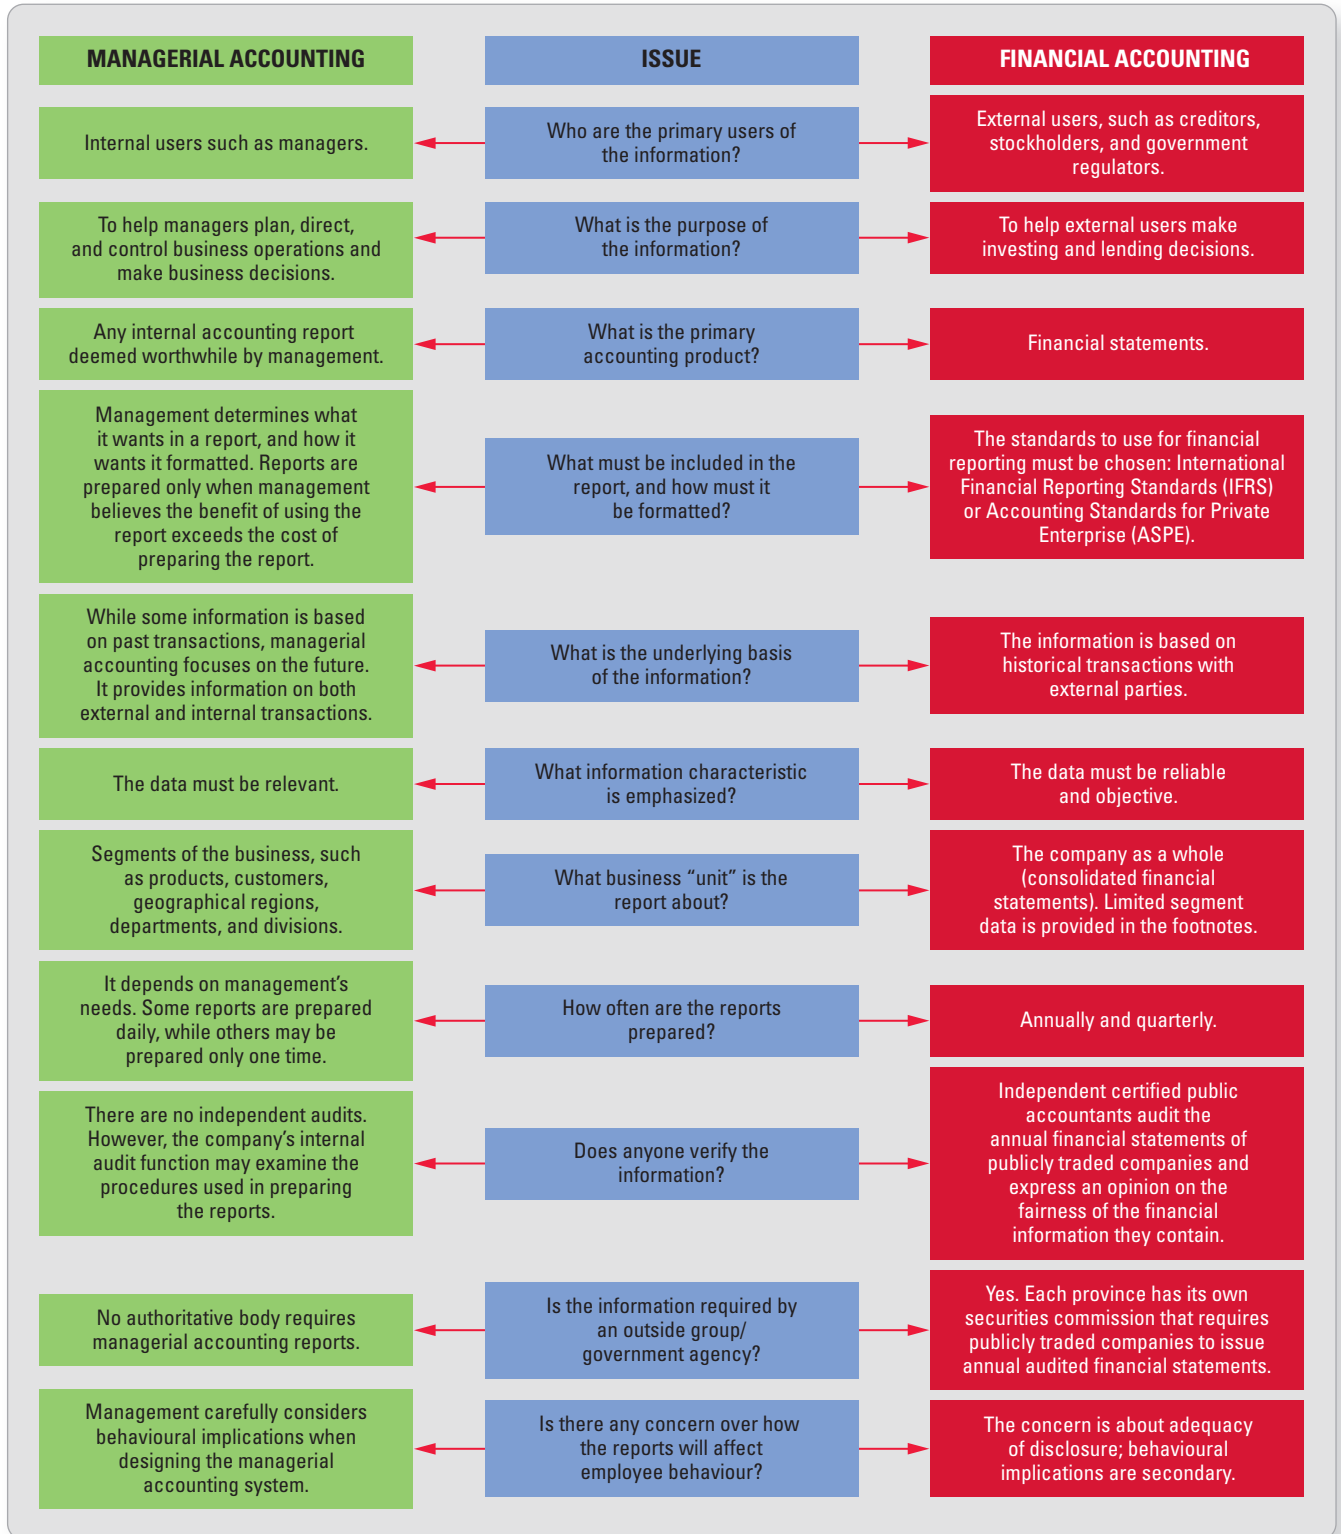 MANAGERIAL ACCOUNTING
ISSUE
FINANCIAL ACCOUNTING
Internal users such as managers.
Who are the primary users of
the information?
External users, such as creditors,
stockholders, and government
regulators.
To help managers plan, direct,
and control business operations and
make business decisions.
What is the purpose of
the information?
To help external users make
investing and lending decisions.
Any internal accounting report
deemed worthwhile by management.
What is the primary
accounting product?
Financial statements.
Management determines what
it wants in a report, and how it
wants it formatted. Reports are
prepared only when management
believes the benefit of using the
report exceeds the cost of
preparing the report.
What must be included in the
report, and how must it
be formatted?
The standards to use for financial
reporting must be chosen: International
Financial Reporting Standards (IFRS)
or Accounting Standards for Private
Enterprise (ASPE).
While some information is based
on past transactions, managerial
accounting focuses on the future.
It provides information on both
external and internal transactions.
What is the underlying basis
of the information?
The information is based on
historical transactions with
external parties.
The data must be relevant.
What information characteristic
is emphasized?
The data must be reliable
and objective.
Segments of the business, such
as products, customers,
geographical regions,
departments, and divisions.
What business “unit” is the
report about?
The company as a whole
(consolidated financial
statements). Limited segment
data is provided in the footnotes.
It depends on management’s
needs. Some reports are prepared
daily, while others may be
prepared only one time.
How often are the reports
prepared?
Annually and quarterly.
There are no independent audits.
However, the company’s internal
audit function may examine the
procedures used in preparing
the reports.
Does anyone verify the
information?
Independent certified public
accountants audit the
annual financial statements of
publicly traded companies and
express an opinion on the
fairness of the financial
information they contain.
No authoritative body requires
managerial accounting reports.
Is the information required by
an outside group/
government agency?
Yes. Each province has its own
securities commission that requires
publicly traded companies to issue
annual audited financial statements.
Management carefully considers
behavioural implications when
designing the managerial
accounting system.
Is there any concern over how
the reports will affect
employee behaviour?
The concern is about adequacy
of disclosure; behavioural
implications are secondary.